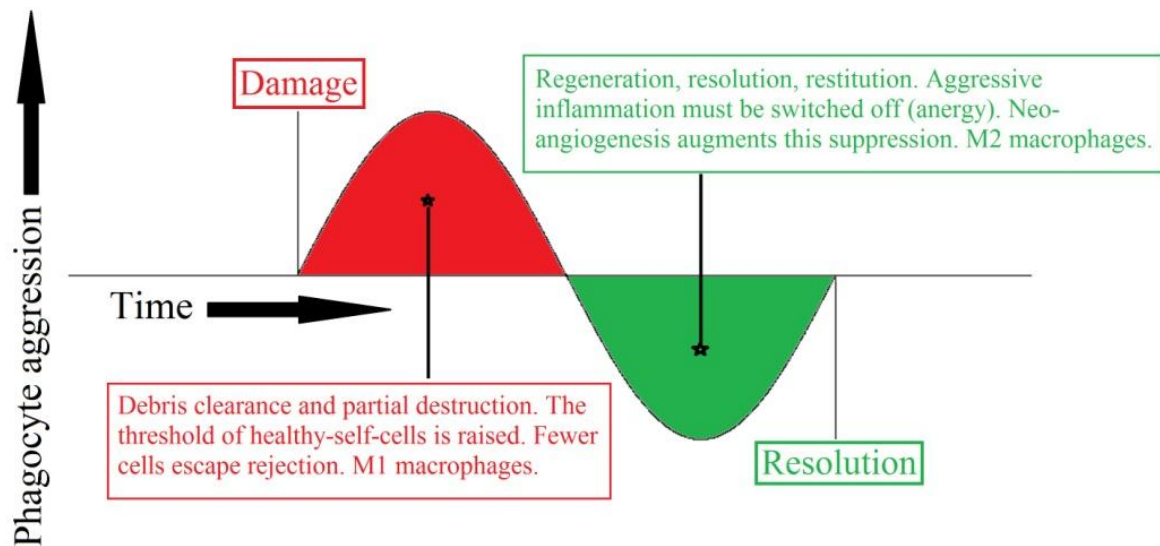 Phagocyte aggression
Damage
Regeneration, resolution, restitution. Aggressive
inflammation must be switched off (anergy). Neo-
angiogenesis augments this suppression. M2 macrophages.
Time
Debris clearance and partial destruction. The
threshold of healthy-self-cells is raised. Fewer
cells escape rejection. M1 macrophages.
Resolution